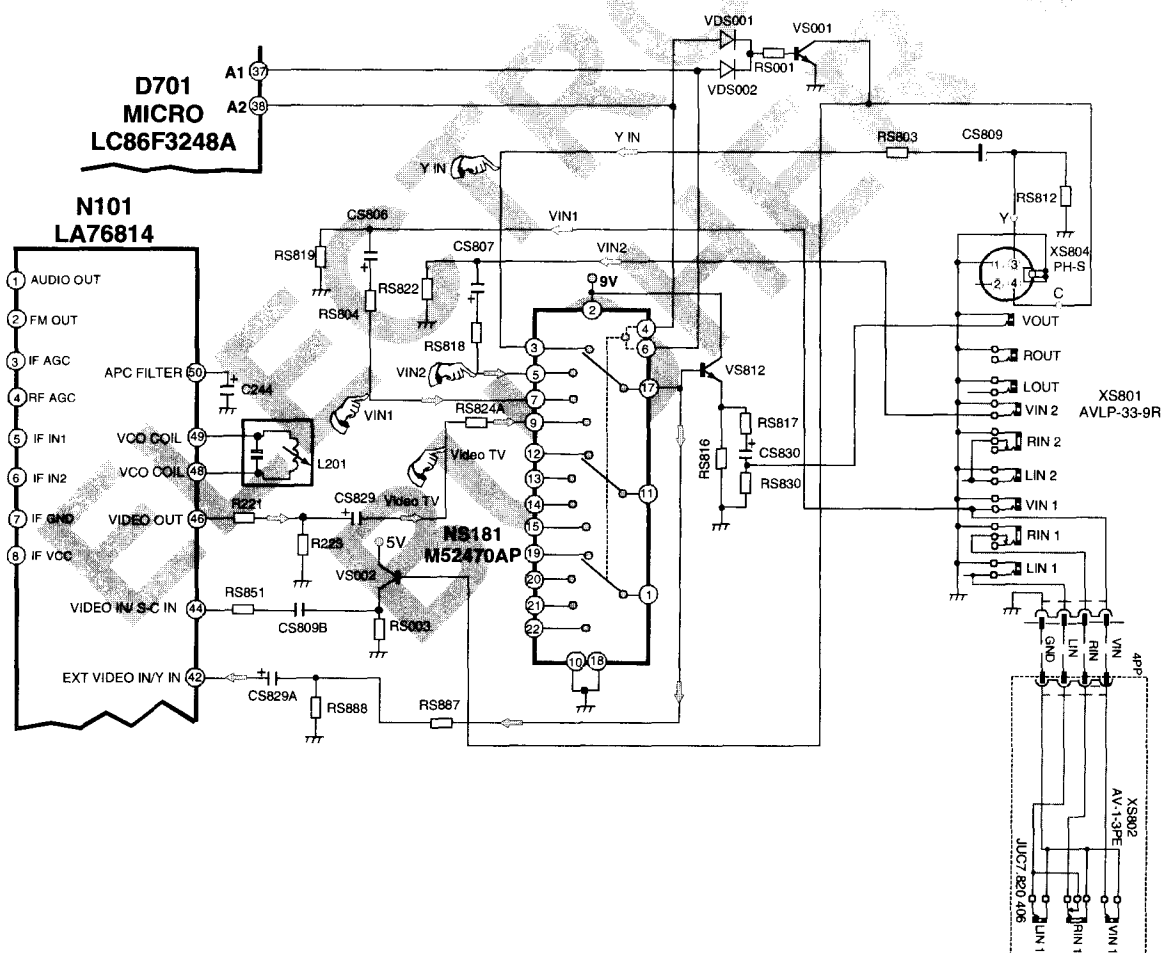 VDS001
VS001
RS001
VDS002
A1 37
A2 38
D701
MICRO
LC86F3248A
RS803
CS809
Y IN
Y IN
RS812
Y
XS804
PH-S
1 3
2 4
C
N101
LA76814
CS806
VIN1
RS819
CS807
VIN2
RS822
RS804
9V
2
4
3
6
RS818
5
VIN2
17
VS812
7
VIN1
RS824A
9
Video TV
RS817
CS830
RS816
RS830
1 AUDIO OUT
2 FM OUT
3 IF AGC
APC FILTER 50
4 RF AGC
C244
5 IF IN1
VCO COIL 49
6 IF IN2
VCO COIL 48
L201
7 IF GND
VIDEO OUT 46
8 IF VCC
R221
CS829
Video TV
R223
NS181
M52470AP
5V
VS002
RS851
VIDEO IN/ S-C IN 44
CS809B
RS003
EXT VIDEO IN/Y IN 42
CS829A
RS888
RS887
12
13
11
14
15
19
20
1
21
22
10 18
VOUT
ROUT
LOUT
XS801
AVLP-33-9R
VIN 2
RIN 2
LIN 2
VIN 1
RIN 1
LIN 1
GND
LIN
RIN
VIN
4PP
XS802
AV-1-3PE
JUC7.820 406
LIN 1
RIN 1
VIN 1